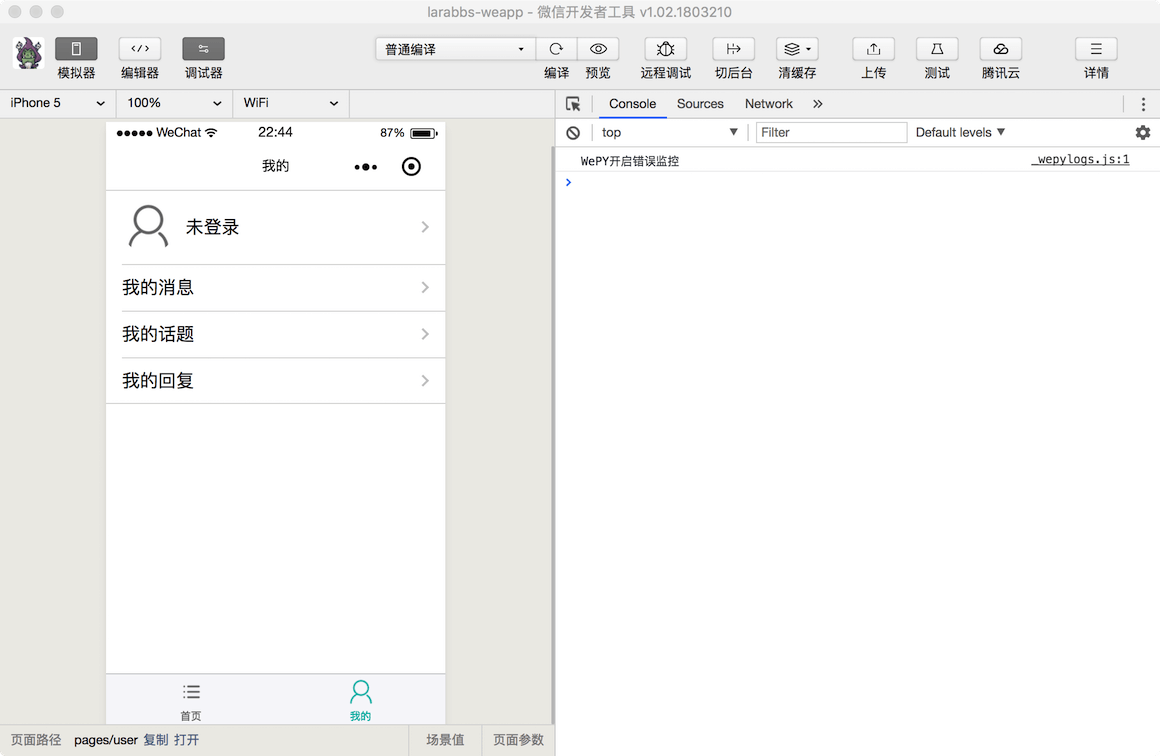 larabbs-weapp - 微信开发者工具 v1.02.1803210
模拟器 编辑器 调试器 普通编译 编译 预览 远程调试 切后台 清缓存 上传 测试 腾讯云 详情
iPhone 5 100% WiFi
Console Sources Network
top Filter Default levels
WePY开启错误监控 _wepylogs.js:1
WeChat 22:44 87%
我的
未登录
我的消息
我的话题
我的回复
首页 我的
页面路径 pages/user 复制 打开 场景值 页面参数